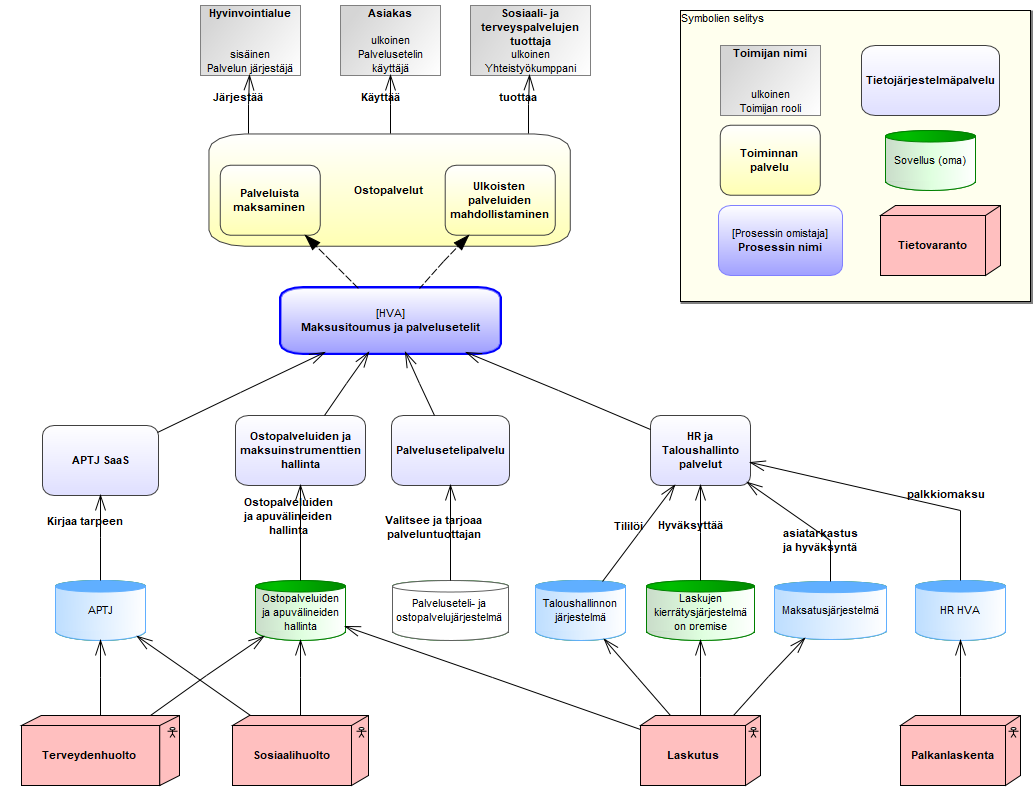 Hyvinvointialue
sisäinen
Palvelun järjestäjä
Asiakas
ulkoinen
Palvelusetelin
käyttäjä
Sosiaali- ja
terveyspalvelujen
tuottaja
ulkoinen
Yhteistyökumppani
Järjestää
Käyttää
tuottaa
Palveluista
maksaminen
Ostopalvelut
Ulkoisten
palveluiden
mahdollistaminen
[HVA]
Maksusitoumus ja palvelusetelit
Symbolien selitys
Toimijan nimi
ulkoinen
Toimijan rooli
Tietojärjestelmäpalvelu
Toiminnan
palvelu
Sovellus (oma)
[Prosessin omistaja]
Prosessin nimi
Tietovaranto
APTJ SaaS
Ostopalveluiden ja
maksuinstrumenttien
hallinta
Palvelusetelipalvelu
HR ja
Taloushallinto
palvelut
Kirjaa tarpeen
Ostopalveluiden
ja apuvälineiden
hallinta
Valitsee ja tarjoaa
palveluntuottajan
Tililöi
Hyväksyttää
asiatarkastus
ja hyväksyntä
palkkiomaksu
APTJ
Ostopalveluiden
ja apuvälineiden
hallinta
Palveluseteli- ja
ostopalvelujärjestelmä
Taloushallinnon
järjestelmä
Laskujen
kierrätysjärjestelmä
on premise
Maksatusjärjestelmä
HR HVA
Terveydenhuolto
Sosiaalihuolto
Laskutus
Palkanlaskenta